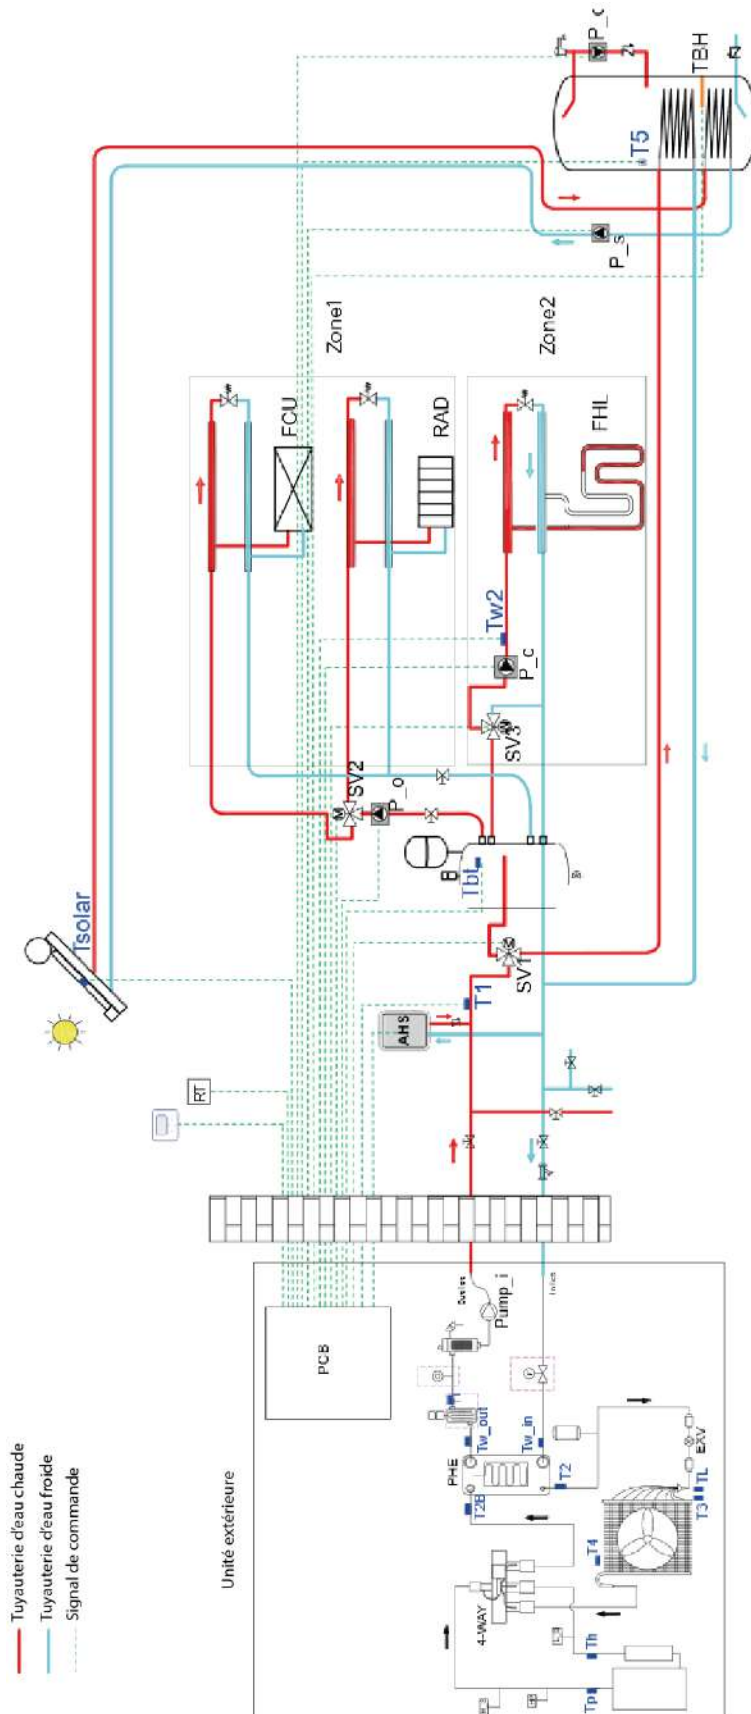 Tuyauterie d'eau chaude
Tuyauterie d'eau froide
Signal de commande
Unité extérieure
PCB
RT
Tsolar
AHS
T1
SV1
Tbt
SV2
P_o
SV3
P_c
Tw2
FCU
RAD
FHL
Zone1
Zone2
P_s
T5
TBH
P_c
Pump_i
Tw_out
Tw_in
PHE
T2B
T2
4-WAY
T4
T3
TL
EXV
Th
Tp
M
M
M